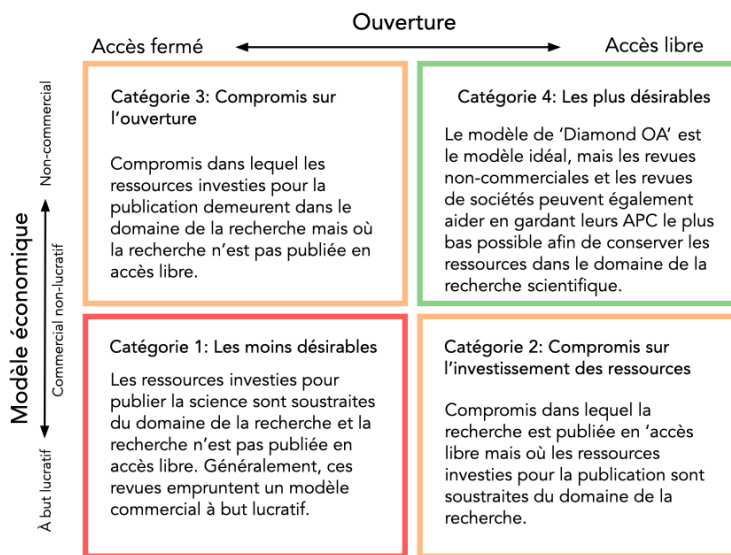 Ouverture
Accès fermé
Accès libre
Modèle économique
Non-commercial
Commercial non-lucratif
À but lucratif
Catégorie 3: Compromis sur
l'ouverture
Compromis dans lequel les
ressources investies pour la
publication demeurent dans le
domaine de la recherche mais où
la recherche n'est pas publiée en
accès libre.
Catégorie 4: Les plus désirables
Le modèle de 'Diamond OA' est
le modèle idéal, mais les revues
non-commerciales et les revues
de sociétés peuvent également
aider en gardant leurs APC le plus
bas possible afin de conserver les
ressources dans le domaine de la
recherche scientifique.
Catégorie 1: Les moins désirables
Les ressources investies pour
publier la science sont soustraites
du domaine de la recherche et la
recherche n'est pas publiée en
accès libre. Généralement, ces
revues empruntent un modèle
commercial à but lucratif.
Catégorie 2: Compromis sur
l'investissement des ressources
Compromis dans lequel la
recherche est publiée en 'accès
libre mais où les ressources
investies pour la publication sont
soustraites du domaine de la
recherche.